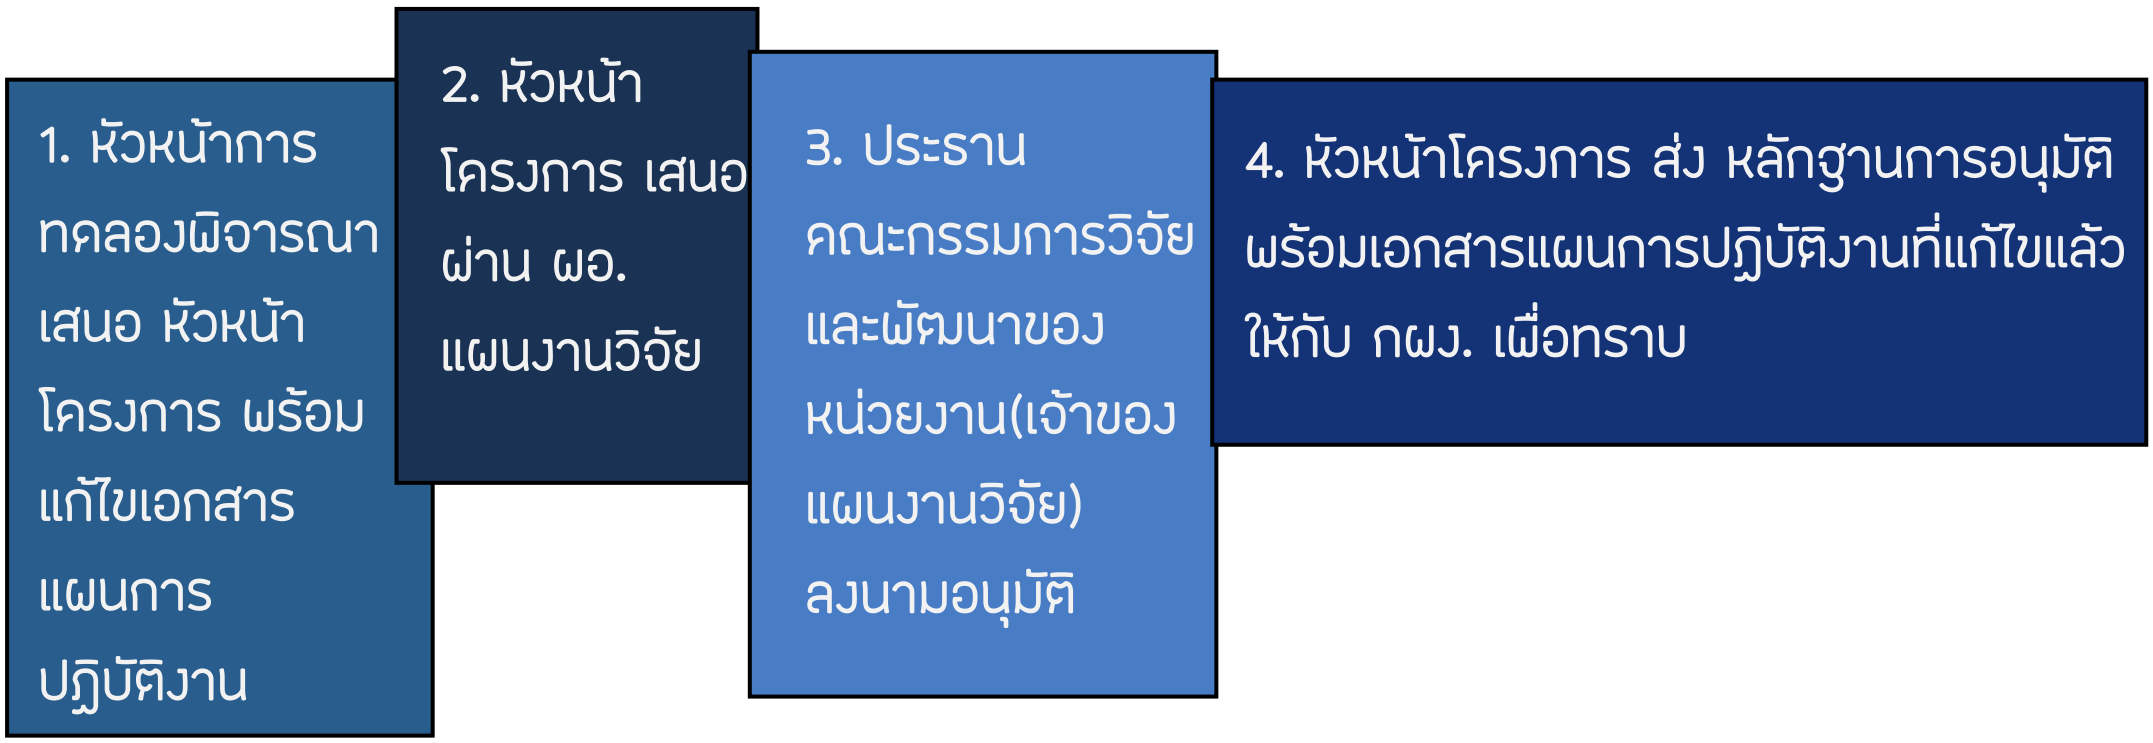 1. หัวหน้าการ
ทดลองพิจารณา
เสนอ หัวหน้า
โครงการ พร้อม
แก้ไขเอกสาร
แผนการ
ปฏิบัติงาน
2. หัวหน้า
โครงการ เสนอ
ผ่าน ผอ.
แผนงานวิจัย
3. ประธาน
คณะกรรมการวิจัย
และพัฒนาของ
หน่วยงาน(เจ้าของ
แผนงานวิจัย)
ลงนามอนุมัติ
4. หัวหน้าโครงการ ส่ง หลักฐานการอนุมัติ
พร้อมเอกสารแผนการปฏิบัติงานที่แก้ไขแล้ว
ให้กับ กผง. เพื่อทราบ